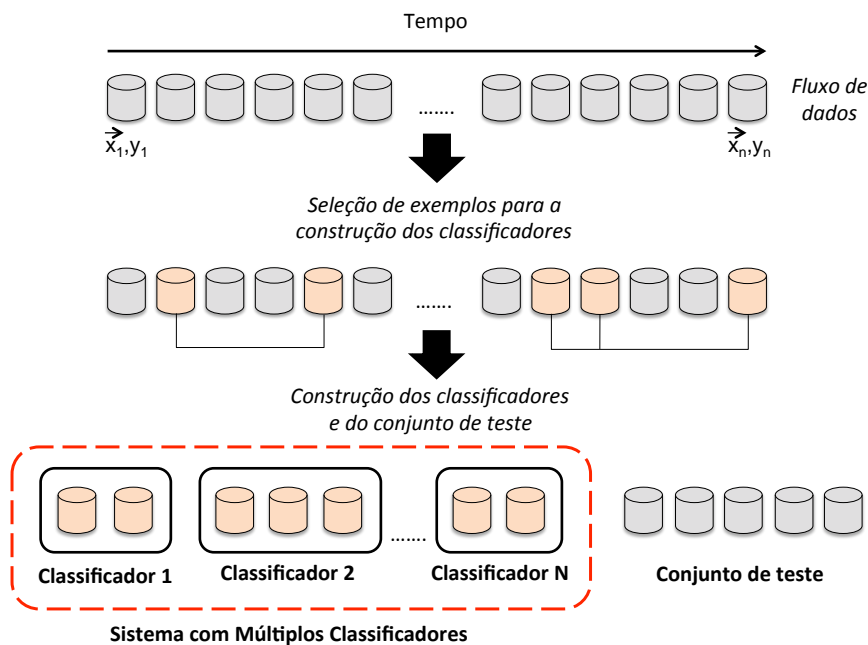 Tempo
Fluxo de
dados
.......
x1,y1
xn,yn
Seleção de exemplos para a
construção dos classificadores
.......
Construção dos classificadores
e do conjunto de teste
.......
Classificador 1
Classificador 2
Classificador N
Conjunto de teste
Sistema com Múltiplos Classificadores